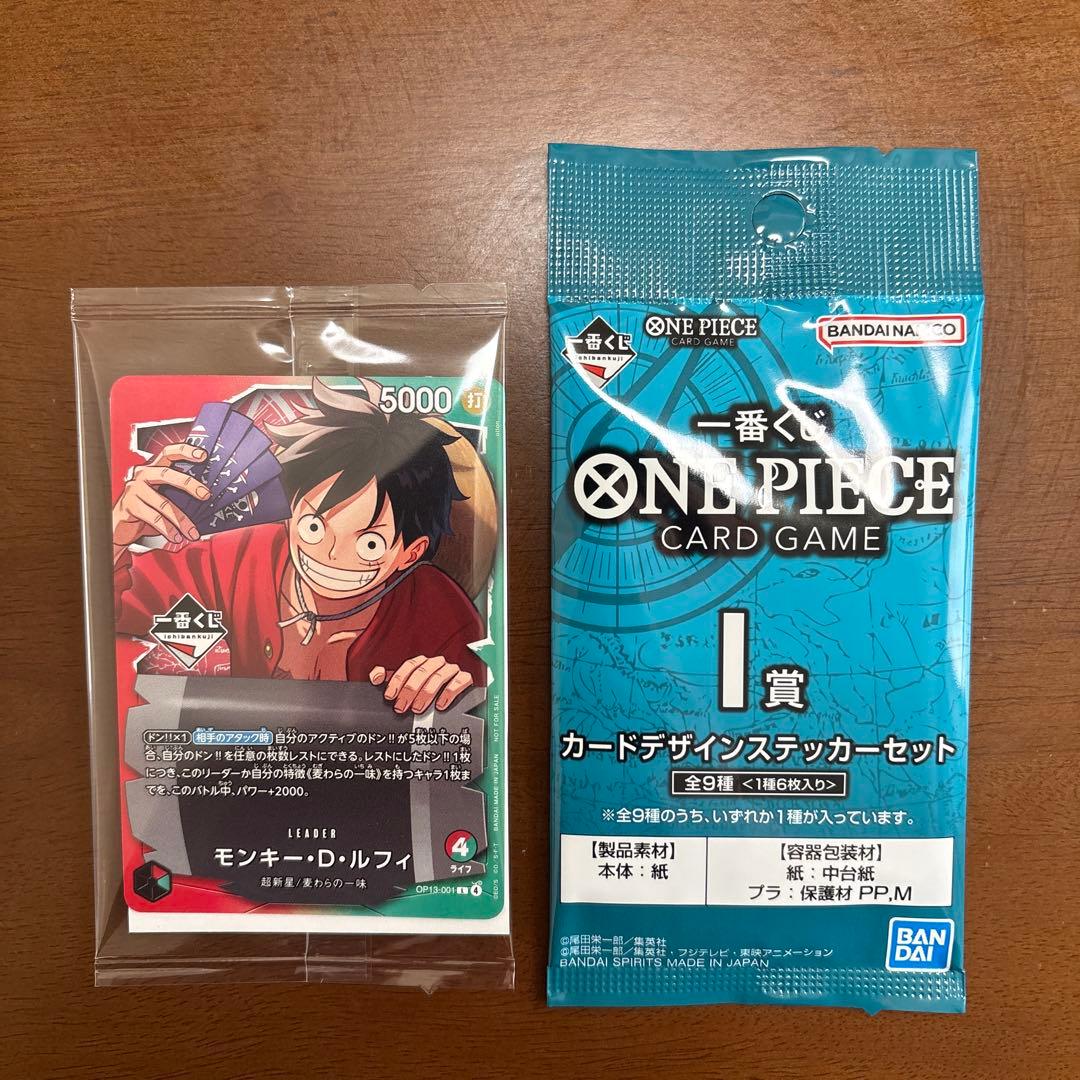 5000 打
一番くじ
ichibankuji
ドン!!×1 相手のアタック時 自分のアクティブのドン!!が5枚以下の場
合、自分のドン!!を任意の枚数レストにできる。レストにしたドン!!1枚
につき、このリーダーか自分の特徴《麦わらの一味》を持つキャラ1枚ま
でを、このバトル中、パワー+2000。
LEADER
モンキー・D・ルフィ
超新星/麦わらの一味
4
ライフ
OP13-001 L 4
©E.O/S ©O./S・F・T BANDAI MADE IN JAPAN NOT FOR SALE
一番くじ
ichibankuji
ONE PIECE
CARD GAME
BANDAI NAMCO
一番くじ
ONE PIECE
CARD GAME
I賞
カードデザインステッカーセット
全9種 <1種6枚入り>
※全9種のうち、いずれか1種が入っています。
【製品素材】
本体:紙
【容器包装材】
紙:中台紙
プラ:保護材 PP,M
©尾田栄一郎/集英社
©尾田栄一郎/集英社・フジテレビ・東映アニメーション
BANDAI SPIRITS MADE IN JAPAN
BAN
DAI